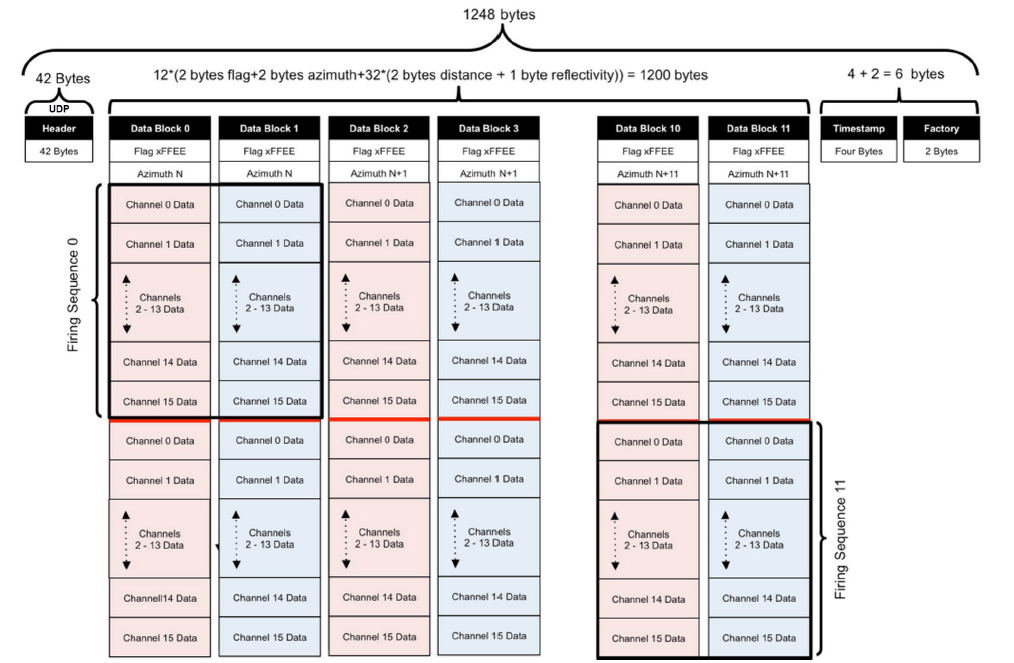 1248 bytes
42 Bytes
12*(2 bytes flag+2 bytes azimuth+32*(2 bytes distance + 1 byte reflectivity)) = 1200 bytes
4 + 2 = 6 bytes
UDP
Header
42 Bytes
Data Block 0
Flag xFFEE
Azimuth N
Channel 0 Data
Channel 1 Data
Channels
2 - 13 Data
Channel 14 Data
Channel 15 Data
Channel 0 Data
Channel 1 Data
Channels
2 - 13 Data
Channel 14 Data
Channel 15 Data
Data Block 1
Flag xFFEE
Azimuth N
Channel 0 Data
Channel 1 Data
Channels
2 - 13 Data
Channel 14 Data
Channel 15 Data
Channel 0 Data
Channel 1 Data
Channels
2 - 13 Data
Channel 14 Data
Channel 15 Data
Data Block 2
Flag xFFEE
Azimuth N+1
Channel 0 Data
Channel 1 Data
Channels
2 - 13 Data
Channel 14 Data
Channel 15 Data
Channel 0 Data
Channel 1 Data
Channels
2 - 13 Data
Channel 14 Data
Channel 15 Data
Data Block 3
Flag xFFEE
Azimuth N+1
Channel 0 Data
Channel 1 Data
Channels
2 - 13 Data
Channel 14 Data
Channel 15 Data
Channel 0 Data
Channel 1 Data
Channels
2 - 13 Data
Channel 14 Data
Channel 15 Data
Data Block 10
Flag xFFEE
Azimuth N+11
Channel 0 Data
Channel 1 Data
Channels
2 - 13 Data
Channel 14 Data
Channel 15 Data
Channel 0 Data
Channel 1 Data
Channels
2 - 13 Data
Channel 14 Data
Channel 15 Data
Data Block 11
Flag xFFEE
Azimuth N+11
Channel 0 Data
Channel 1 Data
Channels
2 - 13 Data
Channel 14 Data
Channel 15 Data
Channel 0 Data
Channel 1 Data
Channels
2 - 13 Data
Channel 14 Data
Channel 15 Data
Timestamp
Four Bytes
Factory
2 Bytes
Firing Sequence 0
Firing Sequence 11